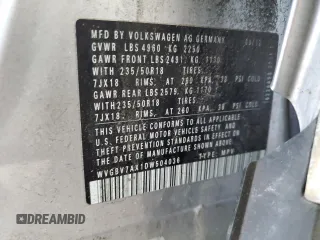 MFD BY VOLKSWAGEN AG GERMANY
GVWR LBS 4960 KG 2250
GAWR FRONT LBS 2491 KG 1130
WITH 235/50R18 TIRES
7JX18 RIMS, AT 260 KPA, 38 PSI COLD
GAWR REAR LBS 2579 KG 1170
WITH 235/50R18 TIRES
7JX18 RIMS, AT 260 KPA, 38 PSI COLD
THIS VEHICLE CONFORMS TO ALL APPLICABLE
U.S. FEDERAL MOTOR VEHICLE SAFETY, BUMPER AND THEFT
PREVENTION STANDARDS IN EFFECT
ON THE DATE OF MANUFACTURE SHOWN ABOVE
WVGBV7AX1DW504036 TYPE: MPV
DREAMBID